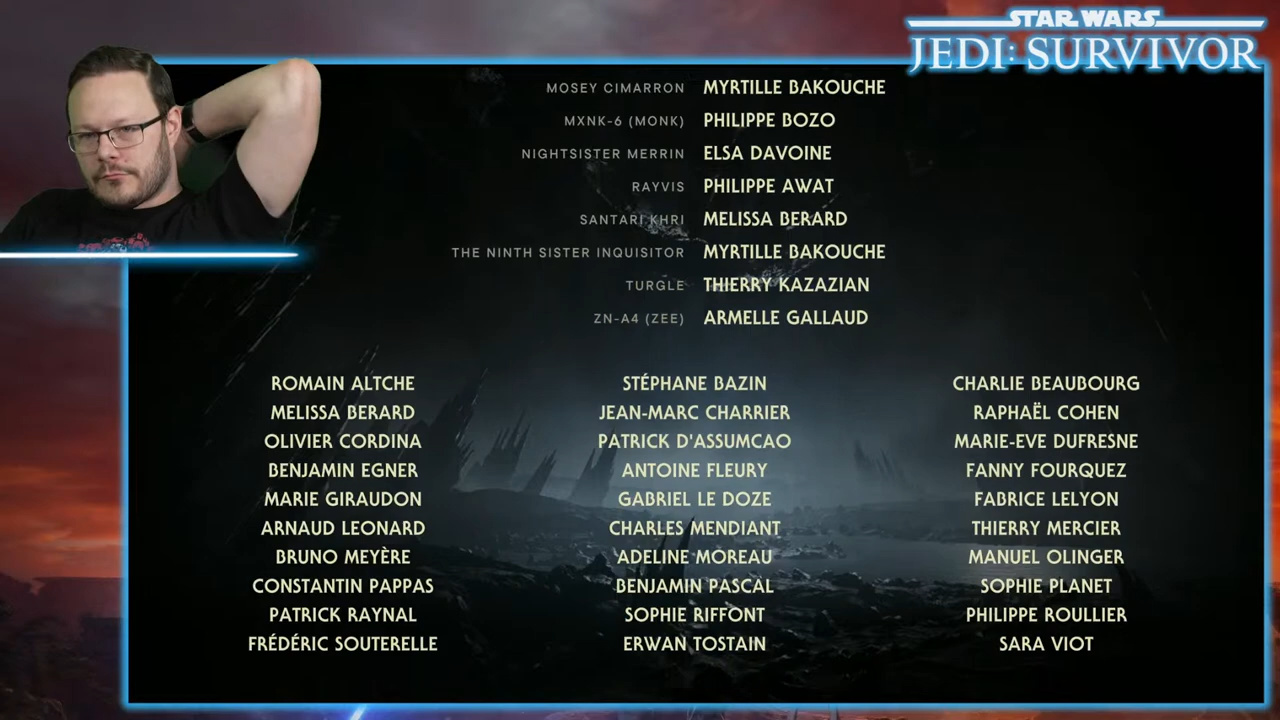 STAR WARS
JEDI: SURVIVOR
MOSEY CIMARRON MYRTILLE BAKOUCHE
MXNK-6 (MONK) PHILIPPE BOZO
NIGHTSISTER MERRIN ELSA DAVOINE
RAYVIS PHILIPPE AWAT
SANTARI KHRI MELISSA BERARD
THE NINTH SISTER INQUISITOR MYRTILLE BAKOUCHE
TURGLE THIERRY KAZAZIAN
ZN-A4 (ZEE) ARMELLE GALLAUD
ROMAIN ALTCHE STÉPHANE BAZIN CHARLIE BEAUBOURG
MELISSA BERARD JEAN-MARC CHARRIER RAPHAËL COHEN
OLIVIER CORDINA PATRICK D'ASSUMCAO MARIE-EVE DUFRESNE
BENJAMIN EGNER ANTOINE FLEURY FANNY FOURQUEZ
MARIE GIRAUDON GABRIEL LE DOZE FABRICE LELYON
ARNAUD LEONARD CHARLES MENDIANT THIERRY MERCIER
BRUNO MEYÈRE ADELINE MOREAU MANUEL OLINGER
CONSTANTIN PAPPAS BENJAMIN PASCAL SOPHIE PLANET
PATRICK RAYNAL SOPHIE RIFFONT PHILIPPE ROULLIER
FRÉDÉRIC SOUTERELLE ERWAN TOSTAIN SARA VIOT